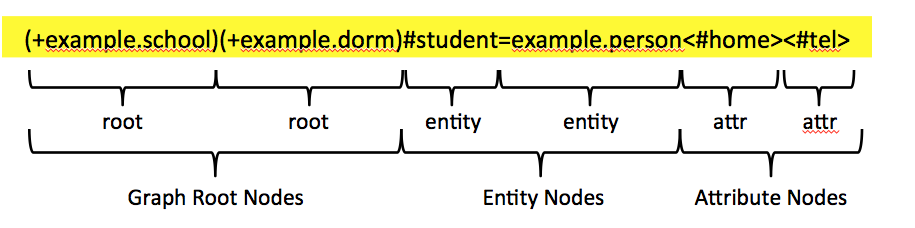 (+example.school)(+example.dorm)#student=example.person<#home><#tel>
root root entity entity attr attr
Graph Root Nodes Entity Nodes Attribute Nodes